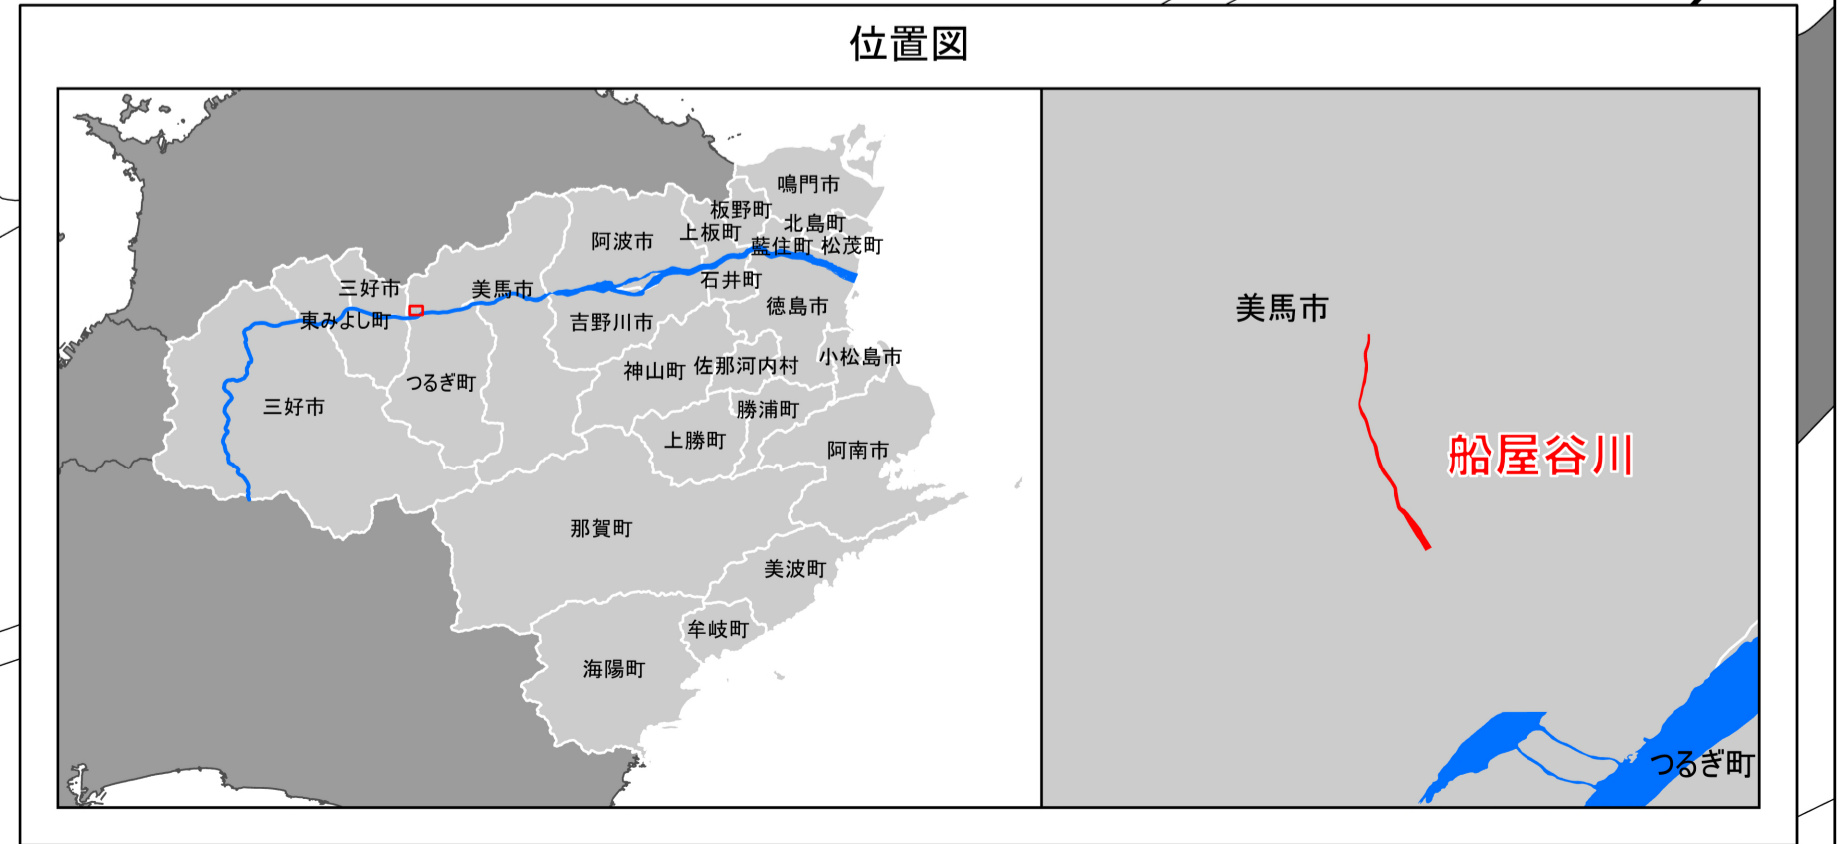 位置図
鳴門市
板野町
北島町
上板町
阿波市
藍住町
松茂町
石井町
三好市
美馬市
徳島市
東みよし町
吉野川市
小松島市
佐那河内村
神山町
つるぎ町
三好市
勝浦町
上勝町
阿南市
那賀町
美波町
牟岐町
海陽町
美馬市
船屋谷川
つるぎ町